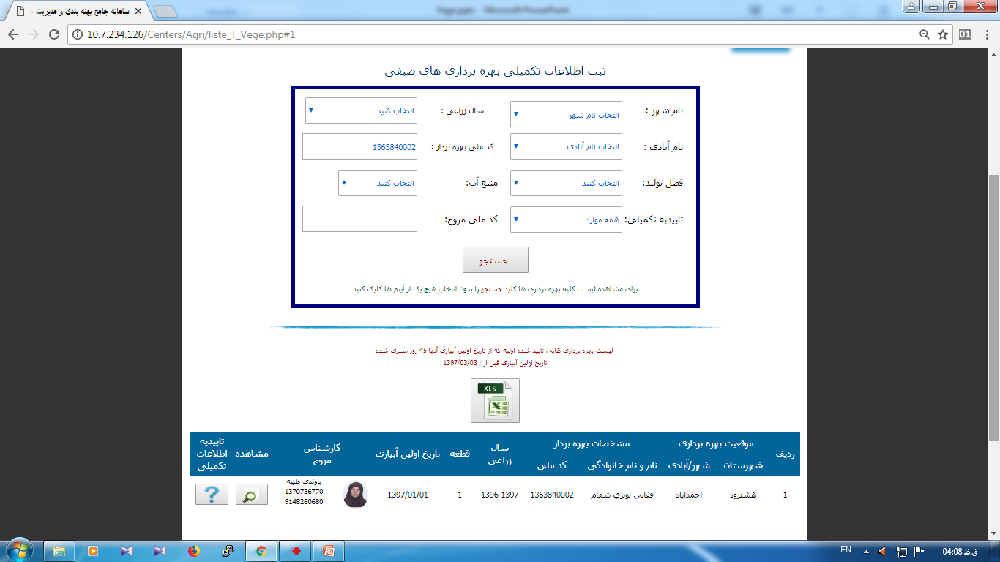 سامانه جامع پهنه بندی و مدیریت
Vege.pptx - Microsoft PowerPoint
10.7.234.126/Centers/Agri/liste_T_Vege.php#1
01
ثبت اطلاعات تکمیلی بهره برداری های صیفی
نام شهر : انتخاب نام شهر سال زراعی : انتخاب کنید
نام آبادی : انتخاب نام آبادی کد ملی بهره بردار : 1363840002
فصل تولید: انتخاب کنید منبع آب: انتخاب کنید
تاییدیه تکمیلی: همه موارد کد ملی مروج:
جستجو
برای مشاهده لیست کلیه بهره برداری ها کلید جستجو را بدون انتخاب هیچ یک از آیتم ها کلیک کنید
لیست بهره برداری هایی تایید شده اولیه که از تاریخ اولین آبیاری آنها 45 روز سپری شده
تاریخ اولین آبیاری قبل از : 1397/03/03
XLS
ردیف موقعیت بهره برداری مشخصات بهره بردار سال زراعی قطعه تاریخ اولین آبیاری کارشناس مروج مشاهده تاییدیه اطلاعات تکمیلی
شهرستان شهر/آبادی نام و نام خانوادگی کد ملی
1 هشترود احمداباد فغانی نوبري شهام 1363840002 1396-1397 1 1397/01/01 پاوندی طیبه
1370736770
9148260680
EN
04:08 ق.ظ